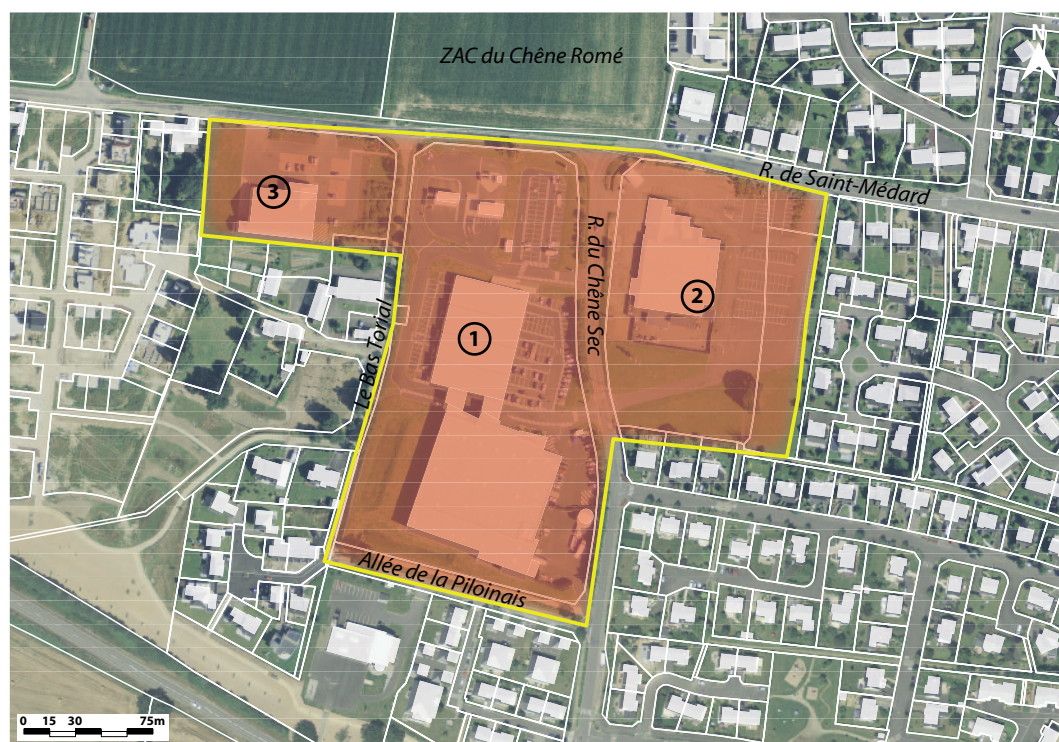 ZAC du Chêne Romé
N
R. de Saint-Médard
3
R. du Chêne Sec
2
1
Le Bas Torial
Allée de la Piloinais
0 15 30 75m